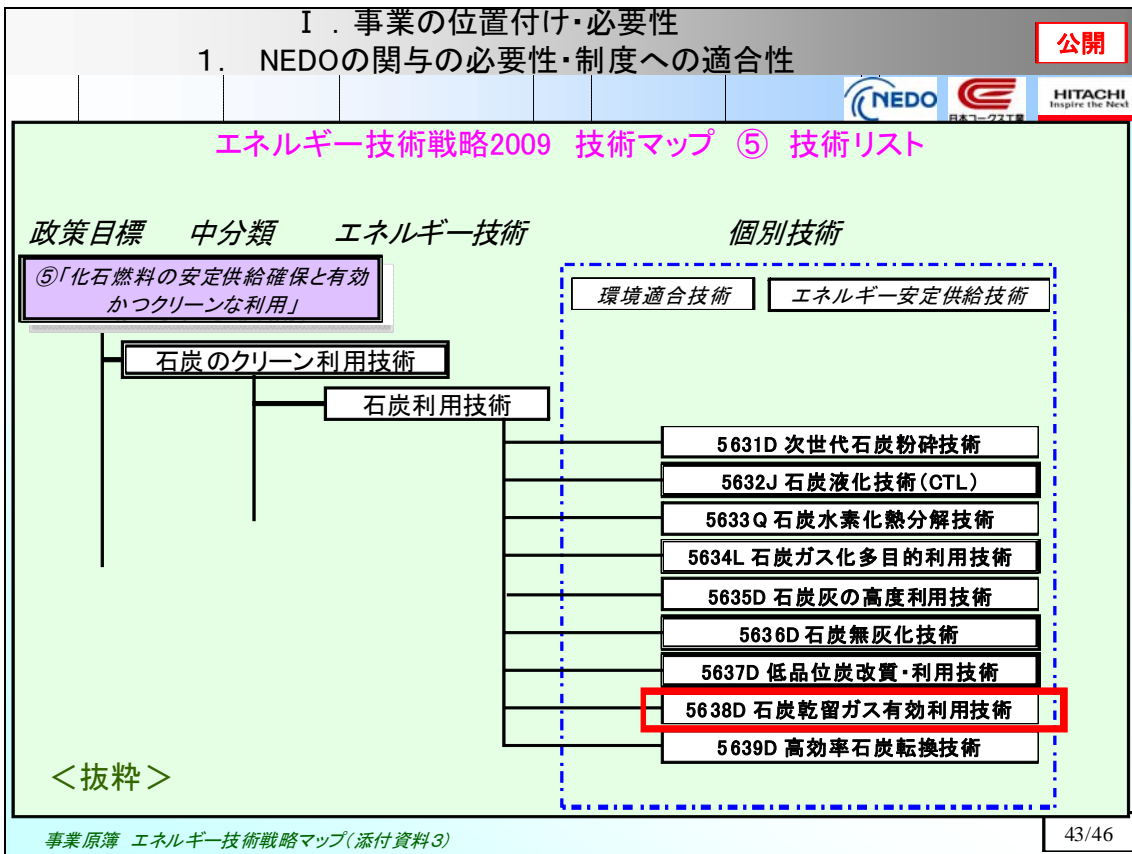 Ⅰ．事業の位置付け・必要性
1. NEDOの関与の必要性・制度への適合性
公開
NEDO
日本コークス工業
HITACHI
Inspire the Next
エネルギー技術戦略2009 技術マップ ⑤ 技術リスト
政策目標 中分類 エネルギー技術 個別技術
⑤「化石燃料の安定供給確保と有効
かつクリーンな利用」
環境適合技術 エネルギー安定供給技術
石炭のクリーン利用技術
石炭利用技術
5631D 次世代石炭粉砕技術
5632J 石炭液化技術(CTL)
5633Q 石炭水素化熱分解技術
5634L 石炭ガス化多目的利用技術
5635D 石炭灰の高度利用技術
5636D 石炭無灰化技術
5637D 低品位炭改質・利用技術
5638D 石炭乾留ガス有効利用技術
5639D 高効率石炭転換技術
＜抜粋＞
事業原簿 エネルギー技術戦略マップ(添付資料3)
43/46